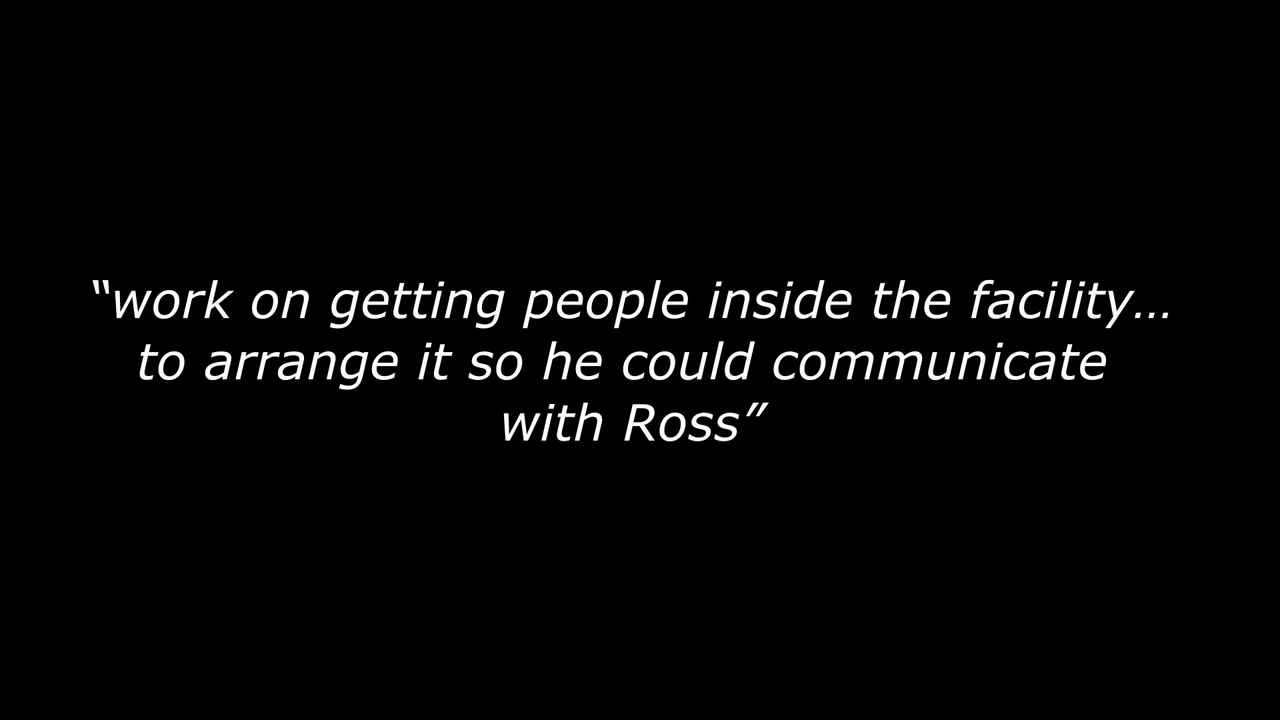 “work on getting people inside the facility…
to arrange it so he could communicate
with Ross”